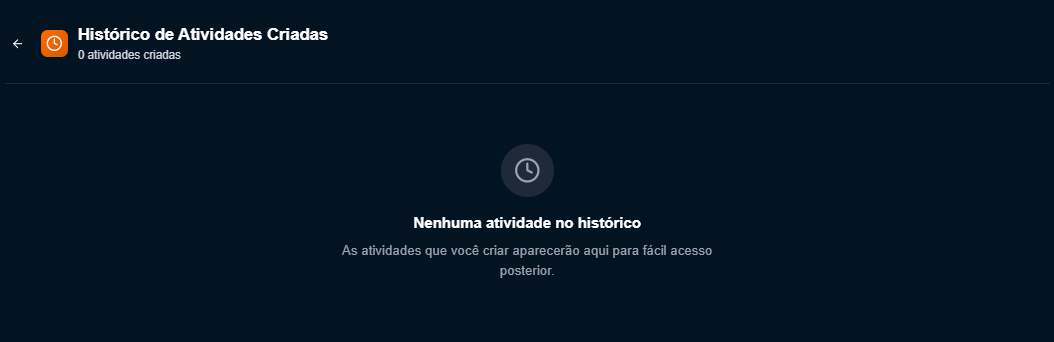 Histórico de Atividades Criadas
0 atividades criadas
Nenhuma atividade no histórico
As atividades que você criar aparecerão aqui para fácil acesso
posterior.